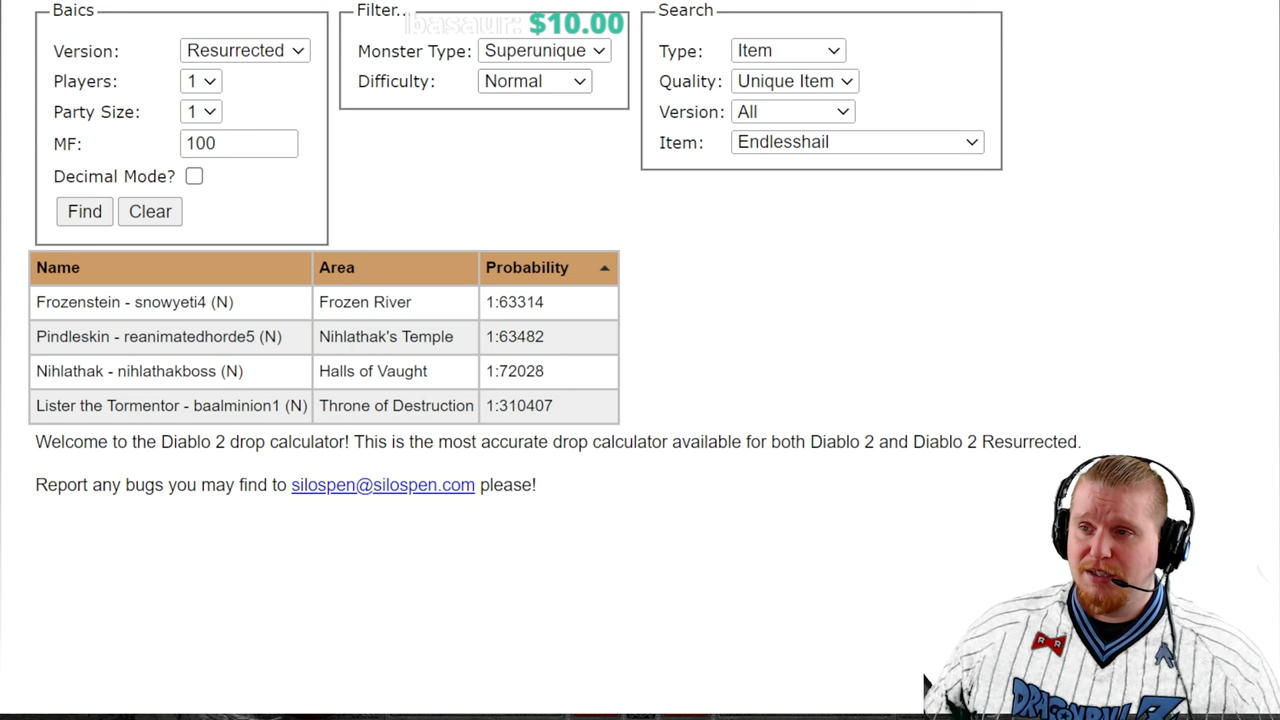 Baics
Version: Resurrected
Players: 1
Party Size: 1
MF: 100
Decimal Mode?
Find Clear
Filter..
basaur: $10.00
Monster Type: Superunique
Difficulty: Normal
Search
Type: Item
Quality: Unique Item
Version: All
Item: Endlesshail
Name Area Probability
Frozenstein - snowyeti4 (N) Frozen River 1:63314
Pindleskin - reanimatedhorde5 (N) Nihlathak's Temple 1:63482
Nihlathak - nihlathakboss (N) Halls of Vaught 1:72028
Lister the Tormentor - baalminion1 (N) Throne of Destruction 1:310407
Welcome to the Diablo 2 drop calculator! This is the most accurate drop calculator available for both Diablo 2 and Diablo 2 Resurrected.
Report any bugs you may find to silospen@silospen.com please!
R R
DRAGONBALL Z